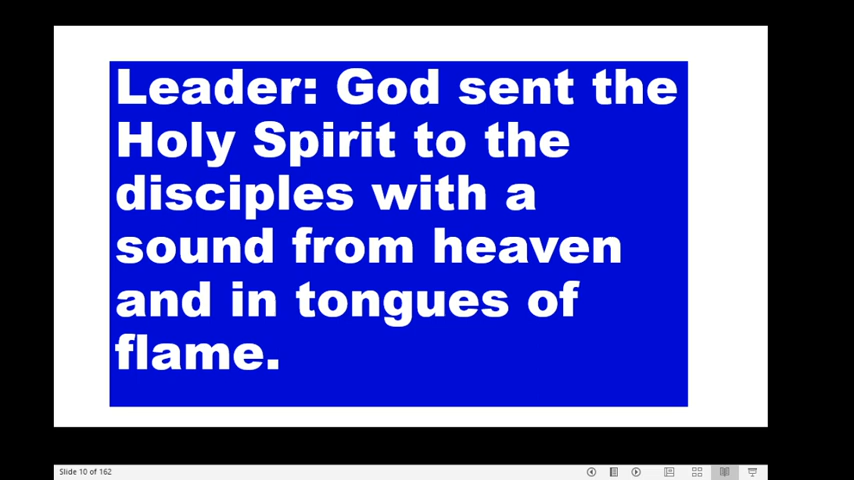 Leader: God sent the
Holy Spirit to the
disciples with a
sound from heaven
and in tongues of
flame.
Slide 10 of 162